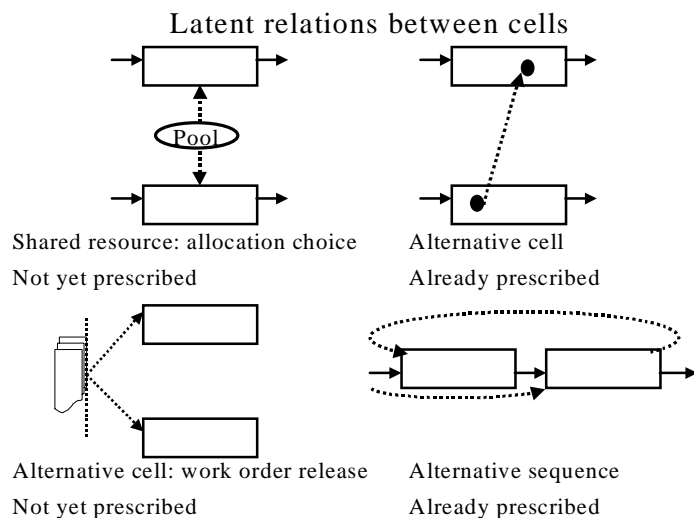 Latent relations between cells
Pool
Shared resource: allocation choice
Not yet prescribed
Alternative cell
Already prescribed
Alternative cell: work order release
Not yet prescribed
Alternative sequence
Already prescribed